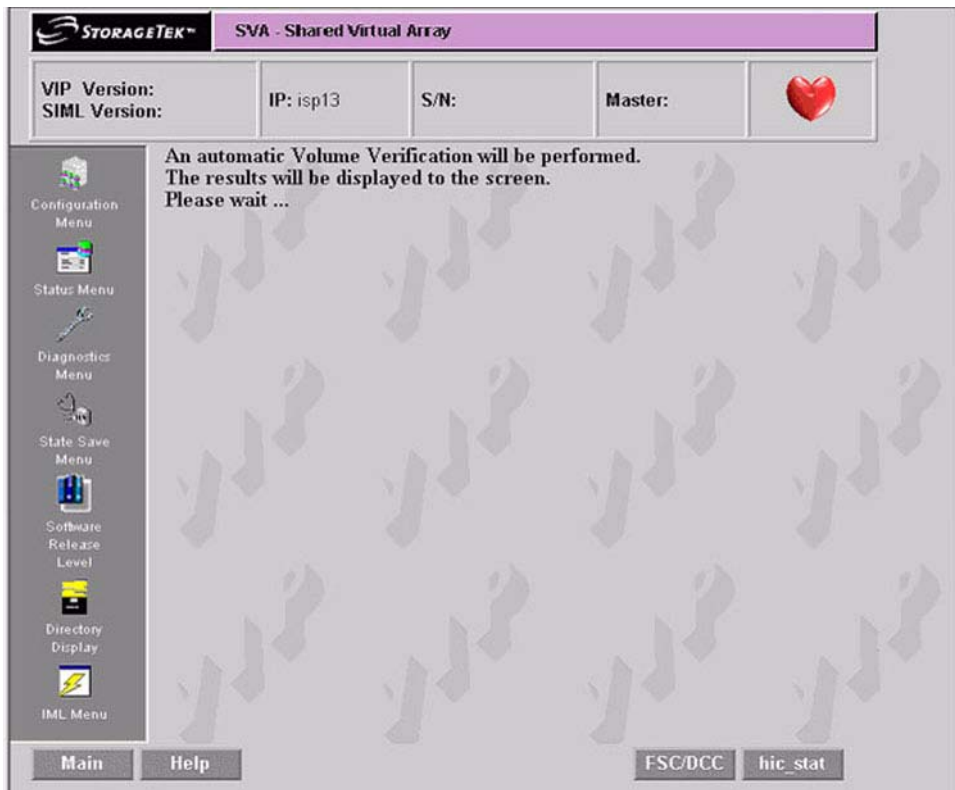 STORAGETEK™ SVA - Shared Virtual Array
VIP Version:
SIML Version:
IP: isp13
S/N:
Master:
An automatic Volume Verification will be performed.
The results will be displayed to the screen.
Please wait ...
Configuration
Menu
Status Menu
Diagnostics
Menu
State Save
Menu
Software
Release
Level
Directory
Display
IML Menu
Main
Help
FSC/DCC
hic_stat